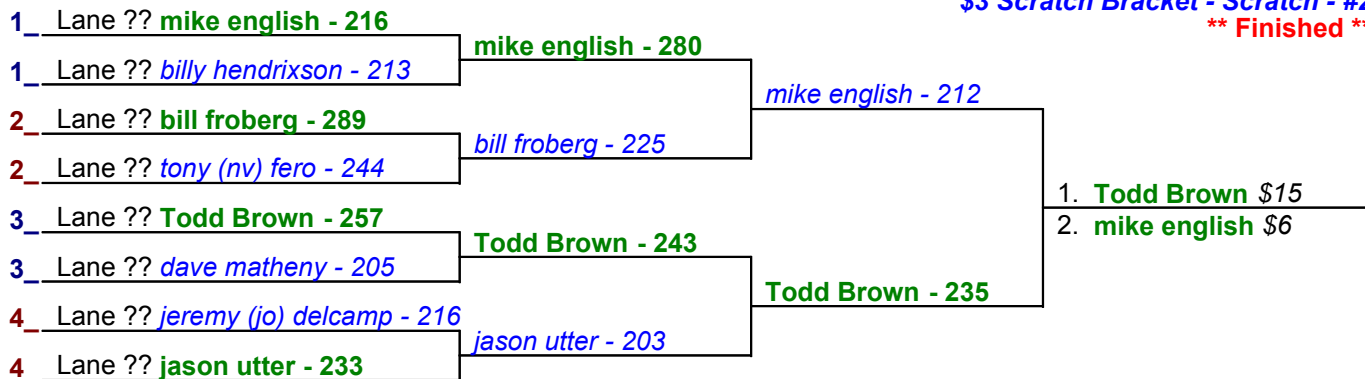 $3 Scratch Bracket - Scratch - #2
** Finished **
1_ Lane ?? mike english - 216
1_ Lane ?? billy hendrixson - 213
2_ Lane ?? bill froberg - 289
2_ Lane ?? tony (nv) fero - 244
3_ Lane ?? Todd Brown - 257
3_ Lane ?? dave matheny - 205
4_ Lane ?? jeremy (jo) delcamp - 216
4 Lane ?? jason utter - 233
mike english - 280
bill froberg - 225
Todd Brown - 243
jason utter - 203
mike english - 212
Todd Brown - 235
1. Todd Brown $15
2. mike english $6